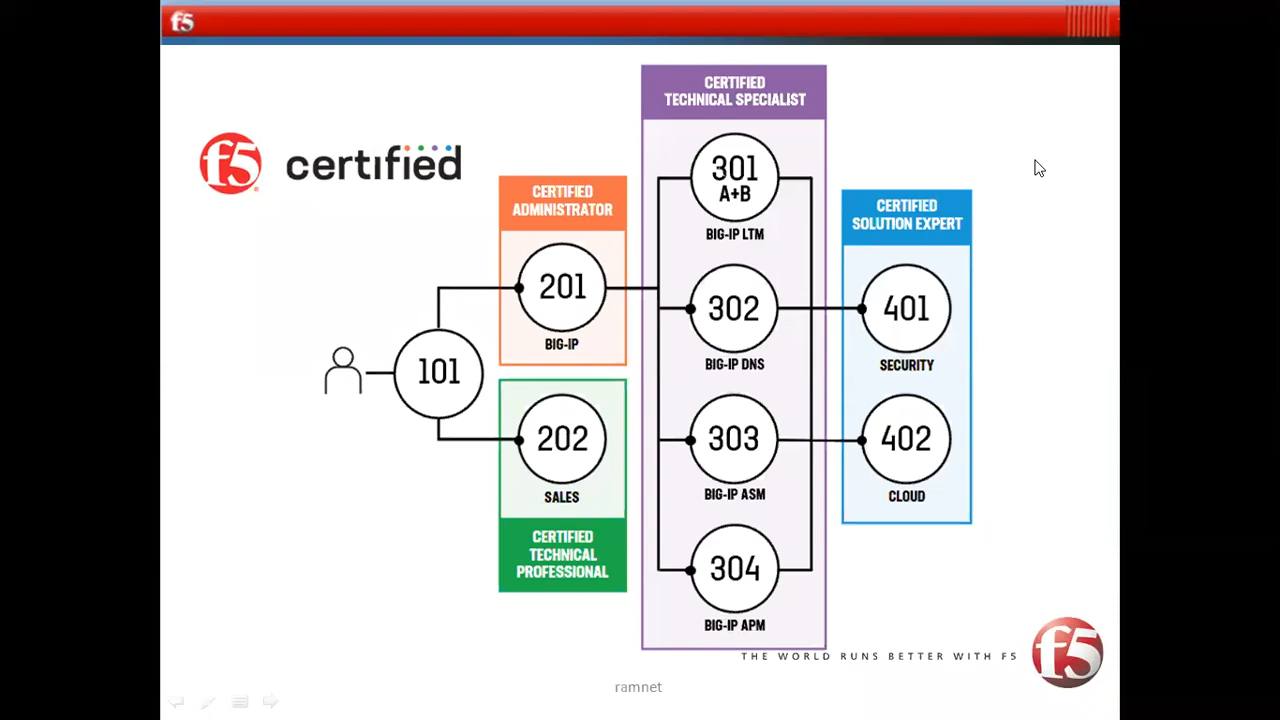 f5
CERTIFIED
TECHNICAL SPECIALIST
301
A+B
BIG-IP LTM
302
BIG-IP DNS
303
BIG-IP ASM
304
BIG-IP APM
f5 certified
CERTIFIED
ADMINISTRATOR
201
BIG-IP
101
202
SALES
CERTIFIED
TECHNICAL
PROFESSIONAL
CERTIFIED
SOLUTION EXPERT
401
SECURITY
402
CLOUD
THE WORLD RUNS BETTER WITH F5
f5
ramnet